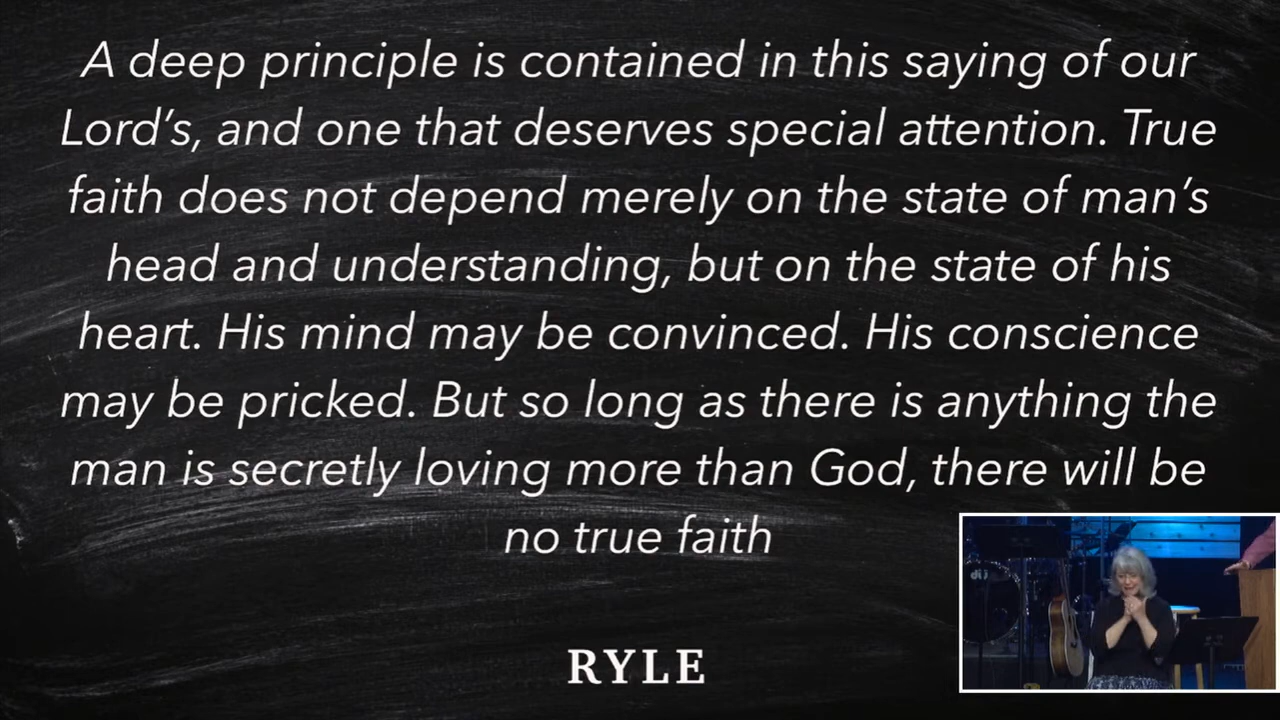 A deep principle is contained in this saying of our
Lord’s, and one that deserves special attention. True
faith does not depend merely on the state of man’s
head and understanding, but on the state of his
heart. His mind may be convinced. His conscience
may be pricked. But so long as there is anything the
man is secretly loving more than God, there will be
no true faith
RYLE